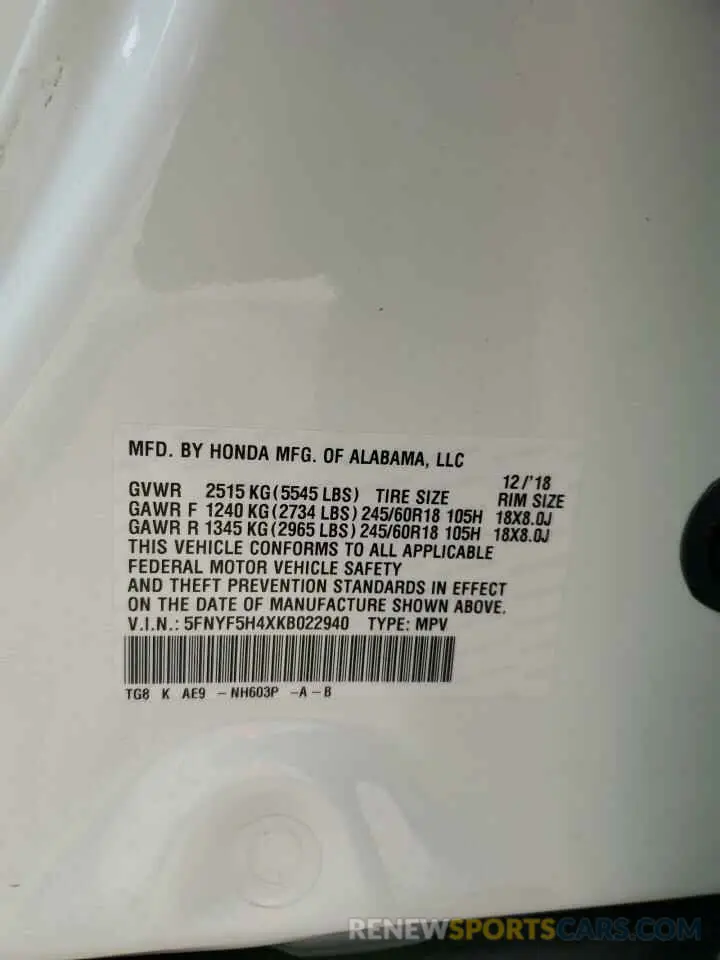 MFD. BY HONDA MFG. OF ALABAMA, LLC
12/'18
GVWR 2515 KG (5545 LBS) TIRE SIZE RIM SIZE
GAWR F 1240 KG (2734 LBS) 245/60R18 105H 18X8.0J
GAWR R 1345 KG (2965 LBS) 245/60R18 105H 18X8.0J
THIS VEHICLE CONFORMS TO ALL APPLICABLE
FEDERAL MOTOR VEHICLE SAFETY
AND THEFT PREVENTION STANDARDS IN EFFECT
ON THE DATE OF MANUFACTURE SHOWN ABOVE.
V.I.N.: 5FNYF5H4XKB022940 TYPE: MPV
TG8 K AE9 -NH603P -A-B
RENEWSPORTSCARS.COM